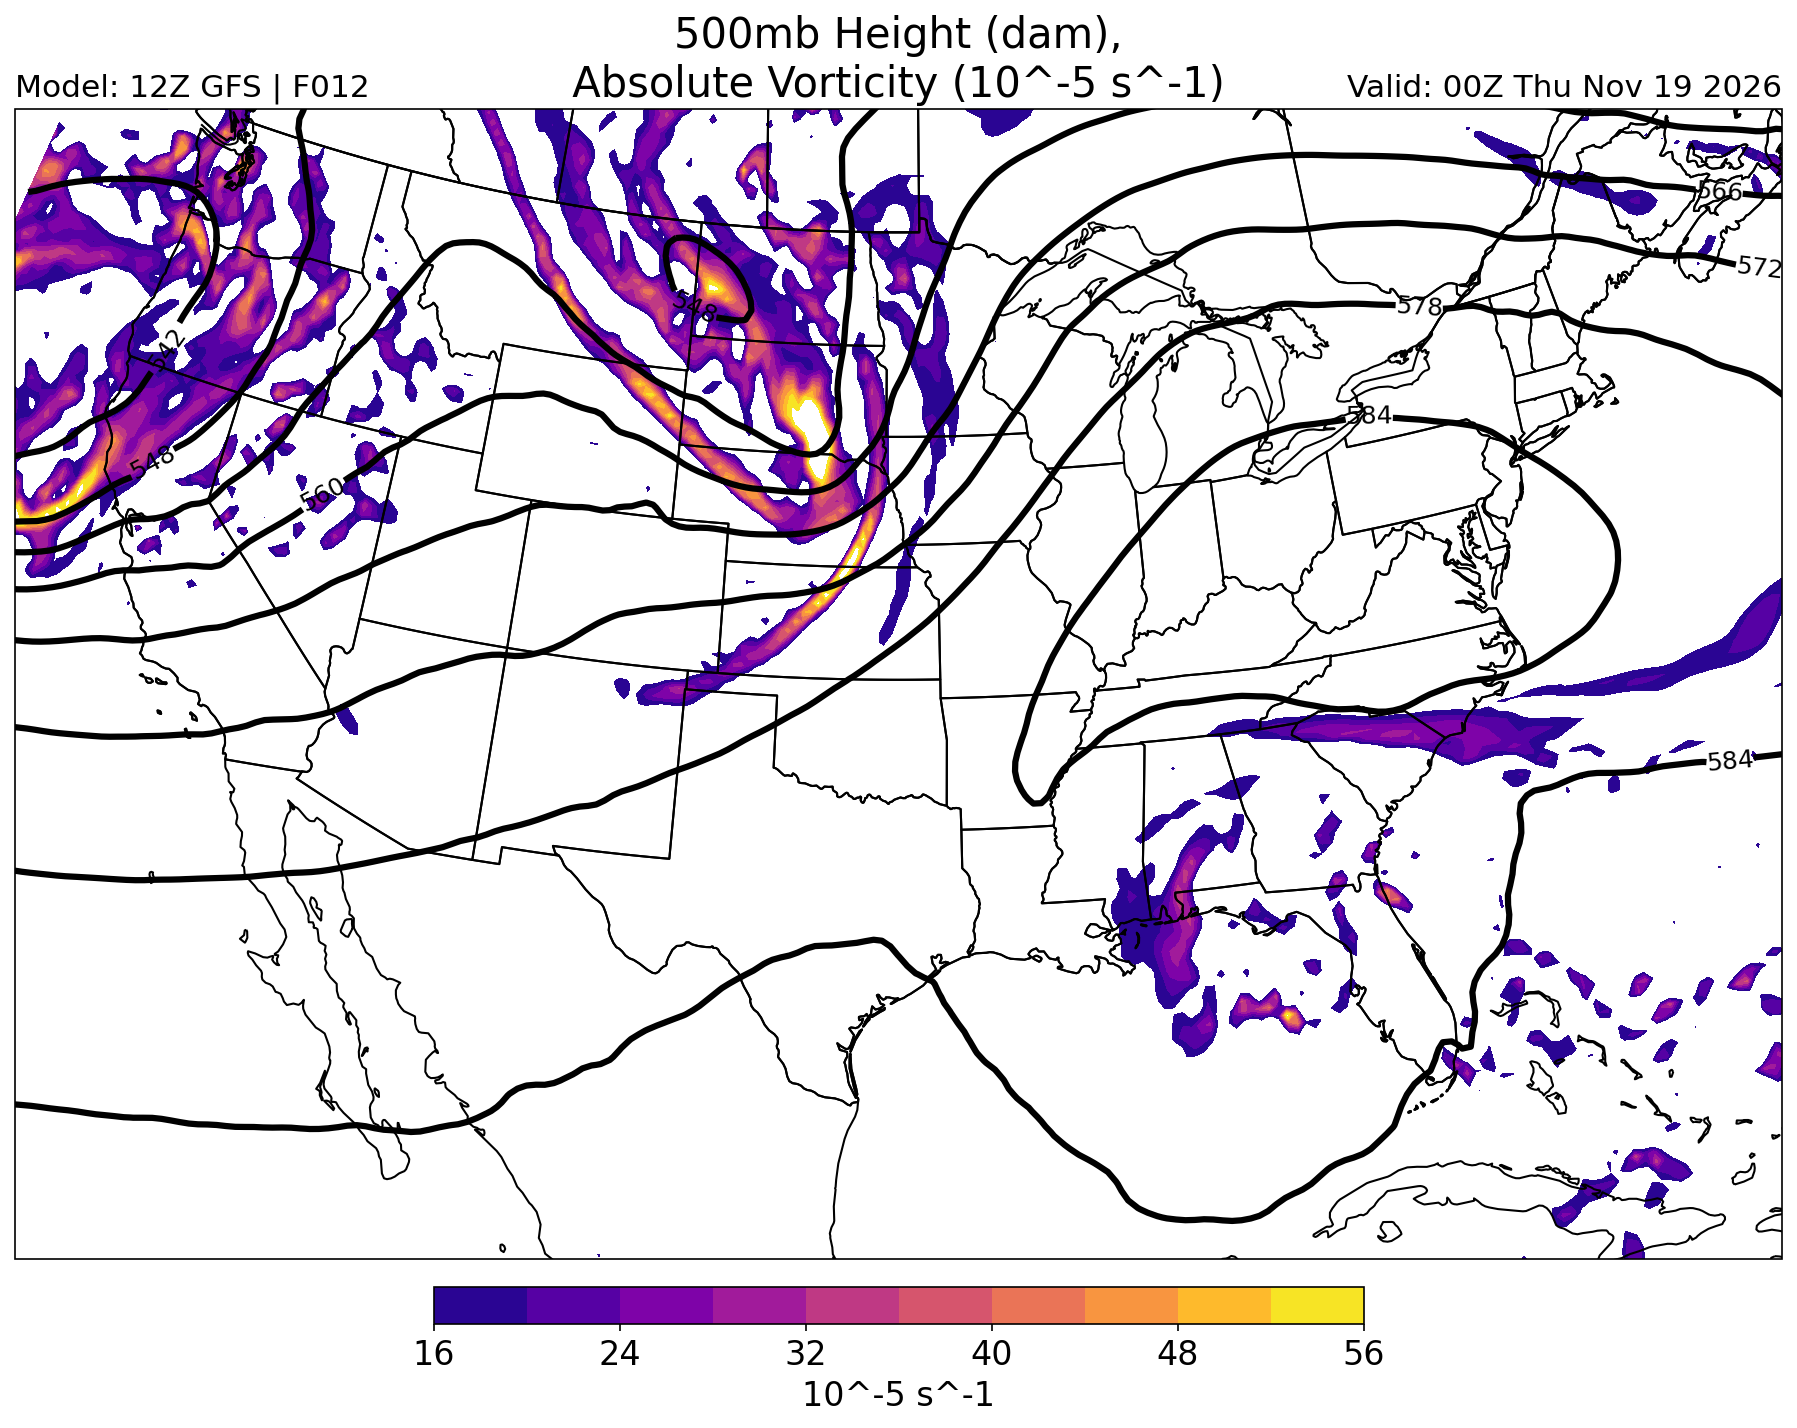 500mb Height (dam),
Model: 12Z GFS | F012
Absolute Vorticity (10^-5 s^-1)
Valid: 00Z Thu Nov 19 2026
566
572
548
578
542
584
548
560
584
16 24 32 40 48 56
10^-5 s^-1